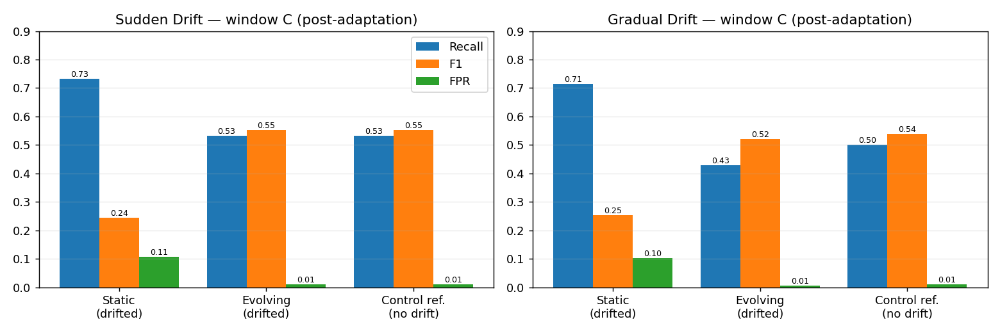 Sudden Drift — window C (post-adaptation)
0.9
0.8
0.7
0.6
0.5
0.4
0.3
0.2
0.1
0.0
Recall
F1
FPR
0.73
0.24
0.11
0.53
0.55
0.01
0.53
0.55
0.01
Static
(drifted)
Evolving
(drifted)
Control ref.
(no drift)
Gradual Drift — window C (post-adaptation)
0.9
0.8
0.7
0.6
0.5
0.4
0.3
0.2
0.1
0.0
0.71
0.25
0.10
0.43
0.52
0.01
0.50
0.54
0.01
Static
(drifted)
Evolving
(drifted)
Control ref.
(no drift)